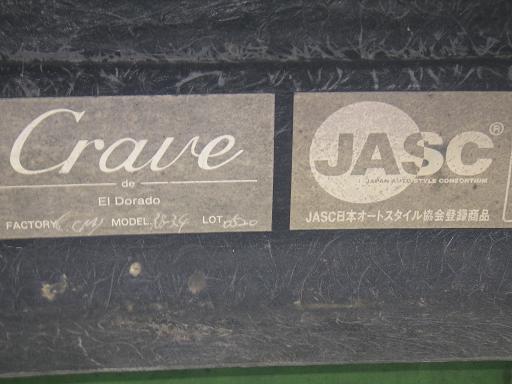 Crave
de
El Dorado
FACTORY MODEL. LOT
JASC®
JAPAN AUTO STYLE CONSORTIUM
JASC日本オートスタイル協会登録商品